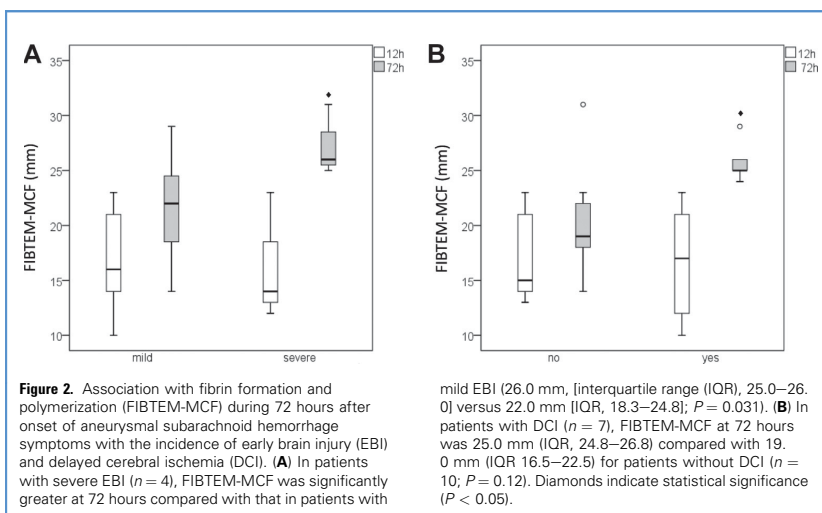 A
35
30
25
20
15
10
FIBTEM-MCF (mm)
mild
severe
12h
72h
B
35
30
25
20
15
10
FIBTEM-MCF (mm)
no
yes
12h
72h
Figure 2. Association with fibrin formation and
polymerization (FIBTEM-MCF) during 72 hours after
onset of aneurysmal subarachnoid hemorrhage
symptoms with the incidence of early brain injury (EBI)
and delayed cerebral ischemia (DCI). (A) In patients
with severe EBI (n = 4), FIBTEM-MCF was significantly
greater at 72 hours compared with that in patients with
mild EBI (26.0 mm, [interquartile range (IQR), 25.0–26.
0] versus 22.0 mm [IQR, 18.3–24.8]; P = 0.031). (B) In
patients with DCI (n = 7), FIBTEM-MCF at 72 hours
was 25.0 mm (IQR, 24.8–26.8) compared with 19.
0 mm (IQR 16.5–22.5) for patients without DCI (n =
10; P = 0.12). Diamonds indicate statistical significance
(P < 0.05).